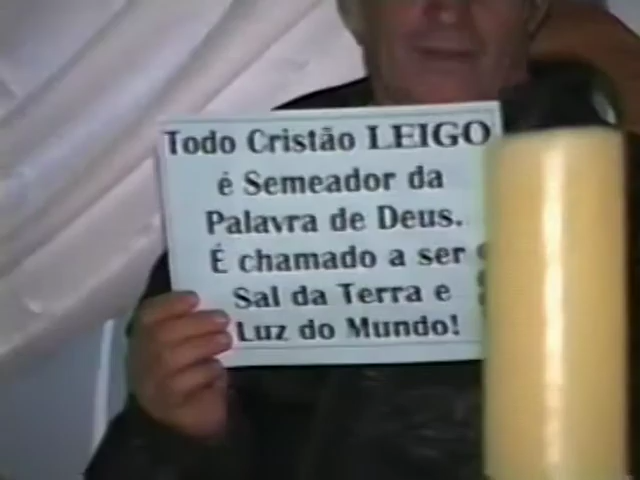 Todo Cristão LEIGO
é Semeador da
Palavra de Deus.
É chamado a ser
Sal da Terra e
Luz do Mundo!